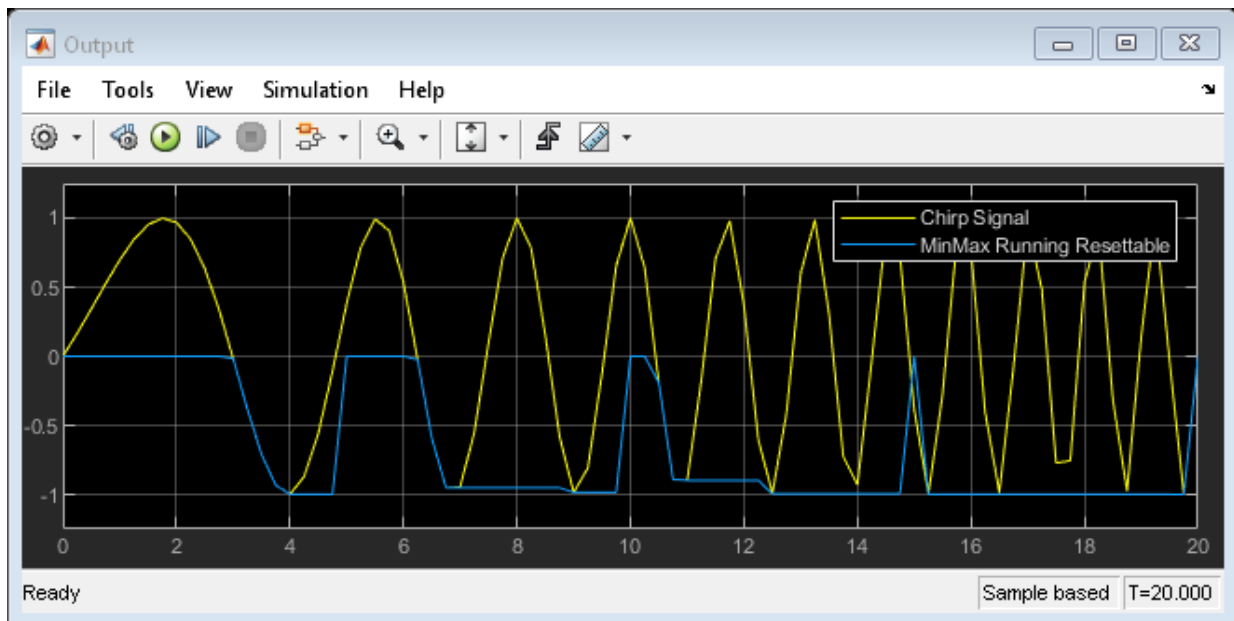 Output
File Tools View Simulation Help
Chirp Signal
MinMax Running Resettable
1
0.5
0
-0.5
-1
0 2 4 6 8 10 12 14 16 18 20
Ready Sample based T=20.000